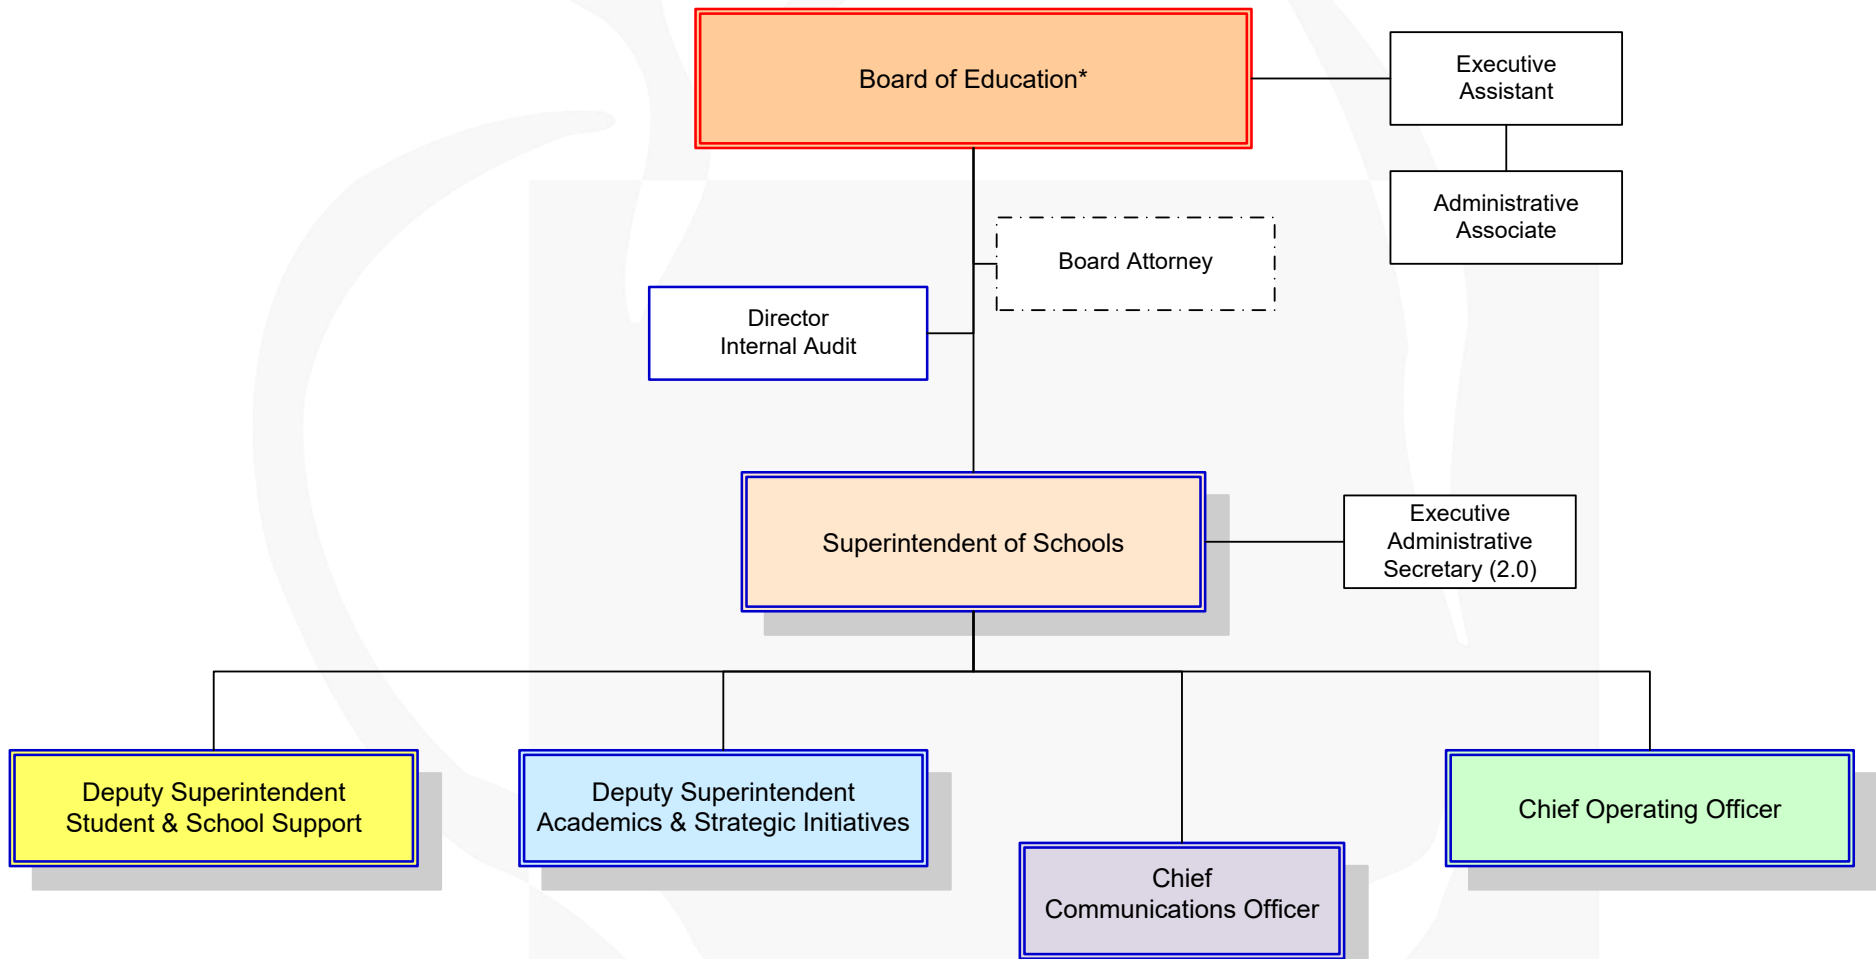 Board of Education*
Executive
Assistant
Administrative
Associate
Board Attorney
Director
Internal Audit
Superintendent of Schools
Executive
Administrative
Secretary (2.0)
Deputy Superintendent
Student & School Support
Deputy Superintendent
Academics & Strategic Initiatives
Chief
Communications Officer
Chief Operating Officer